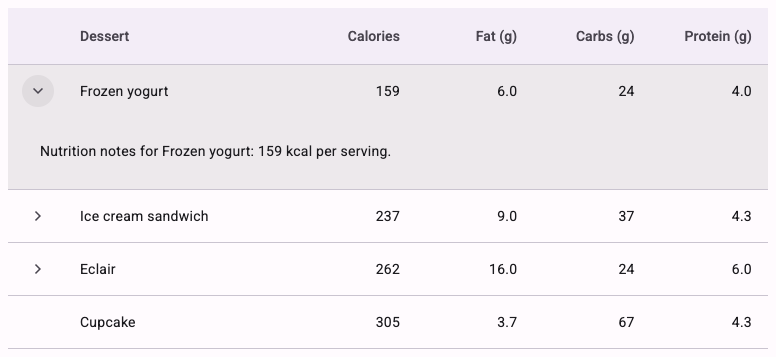 Dessert Calories Fat (g) Carbs (g) Protein (g)
Frozen yogurt 159 6.0 24 4.0
Nutrition notes for Frozen yogurt: 159 kcal per serving.
Ice cream sandwich 237 9.0 37 4.3
Eclair 262 16.0 24 6.0
Cupcake 305 3.7 67 4.3